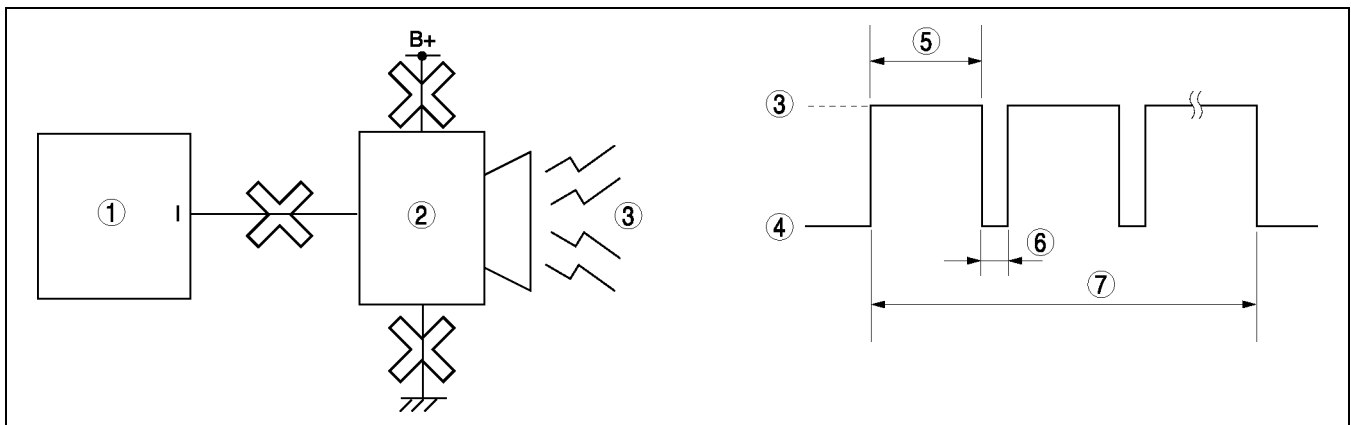 B+
① I ② ③
③ ④ ⑤ ⑥ ⑦